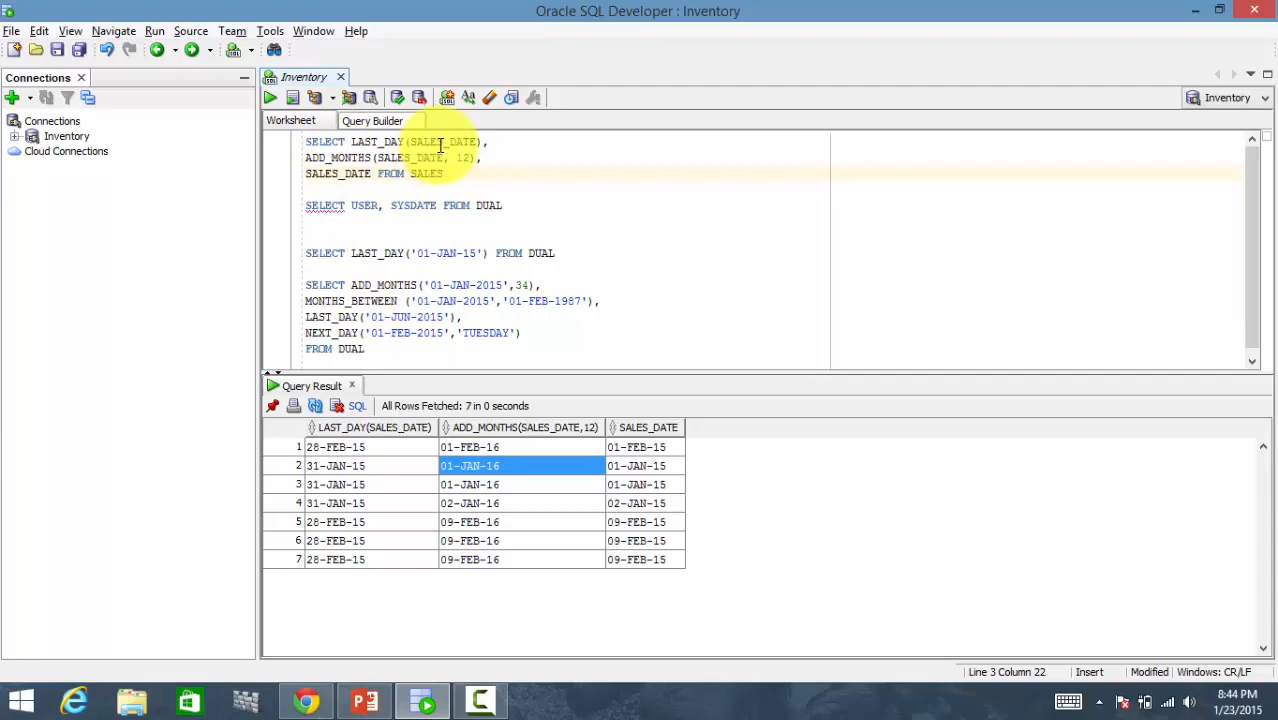 Oracle SQL Developer : Inventory
File Edit View Navigate Run Source Team Tools Window Help
Connections
Inventory
Inventory
Worksheet Query Builder
Connections
Inventory
Cloud Connections
SELECT LAST_DAY(SALES_DATE),
ADD_MONTHS(SALES_DATE, 12),
SALES_DATE FROM SALES
SELECT USER, SYSDATE FROM DUAL
SELECT LAST_DAY('01-JAN-15') FROM DUAL
SELECT ADD_MONTHS('01-JAN-2015',34),
MONTHS_BETWEEN ('01-JAN-2015','01-FEB-1987'),
LAST_DAY('01-JUN-2015'),
NEXT_DAY('01-FEB-2015','TUESDAY')
FROM DUAL
Query Result
SQL All Rows Fetched: 7 in 0 seconds
LAST_DAY(SALES_DATE) ADD_MONTHS(SALES_DATE,12) SALES_DATE
1 28-FEB-15 01-FEB-16 01-FEB-15
2 31-JAN-15 01-JAN-16 01-JAN-15
3 31-JAN-15 01-JAN-16 01-JAN-15
4 31-JAN-15 02-JAN-16 02-JAN-15
5 28-FEB-15 09-FEB-16 09-FEB-15
6 28-FEB-15 09-FEB-16 09-FEB-15
7 28-FEB-15 09-FEB-16 09-FEB-15
Line 3 Column 22 Insert Modified Windows: CR/LF
8:44 PM
1/23/2015